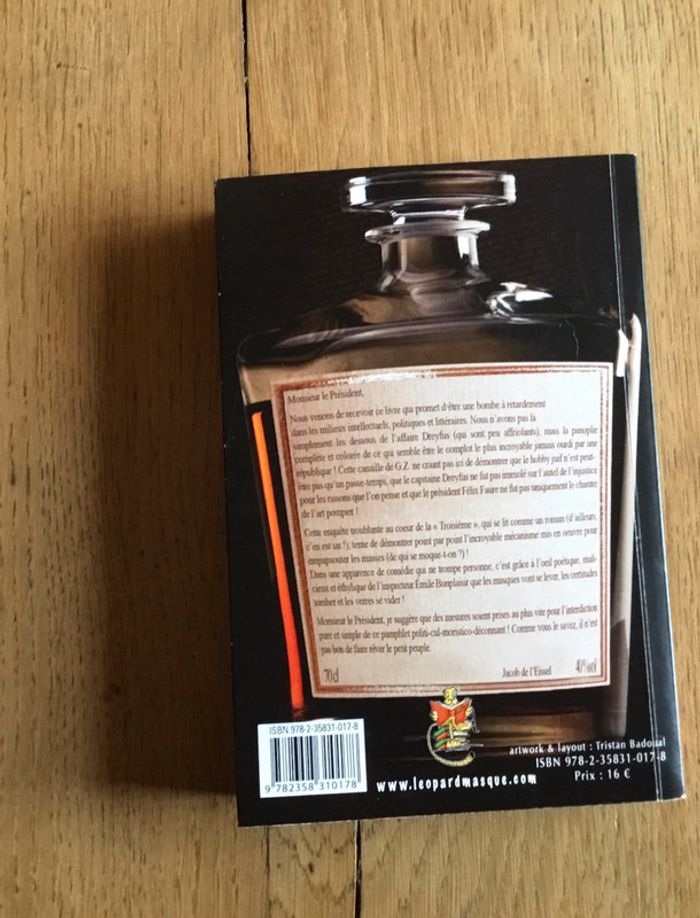 Monsieur le Président,
Nous venons de recevoir ce livre qui promet d'être une bombe à retardement
dans les milieux intellectuels, politiques et littéraires. Nous n'avons pas là
simplement les dessous de l'affaire Dreyfus (qui sont peu affriolants), mais la panoplie
complète et colorée de ce qui semble être le complot le plus incroyable jamais ourdi par une
république ! Cette canaille de G.Z. ne craint pas ici de démontrer que le hobby juif n'est peut-
être pas qu'un passe-temps, que le capitaine Dreyfus ne fut pas immolé sur l'autel de l'injustice
pour les raisons que l'on pense et que le président Félix Faure ne fut pas uniquement le chantre
de l'art pompier !
Cette enquête troublante au coeur de la « Troisième », qui se lit comme un roman (d'ailleurs,
c'en est un !), tente de démontrer point par point l'incroyable mécanisme mis en oeuvre pour
empapaouter les masses (de qui se moque-t-on ?) !
Dans une apparence de comédie qui ne trompe personne, c'est grâce à l'oeil poétique, mali-
cieux et éthylique de l'inspecteur Émile Bonplaisir que les masques vont se lever, les certitudes
tomber et les verres se vider !
Monsieur le Président, je suggère que des mesures soient prises au plus vite pour l'interdiction
pure et simple de ce pamphlet politi-cul-moristico-déconnant ! Comme vous le savez, il n'est
pas bon de faire rêver le petit peuple.
70cl Jacob de l'Eissel 40%vol
ISBN 978-2-35831-017-8
9 782358 310178
artwork & layout : Tristan Badoual
ISBN 978-2-35831-017-8
Prix : 16 €
www.leopardmasque.com